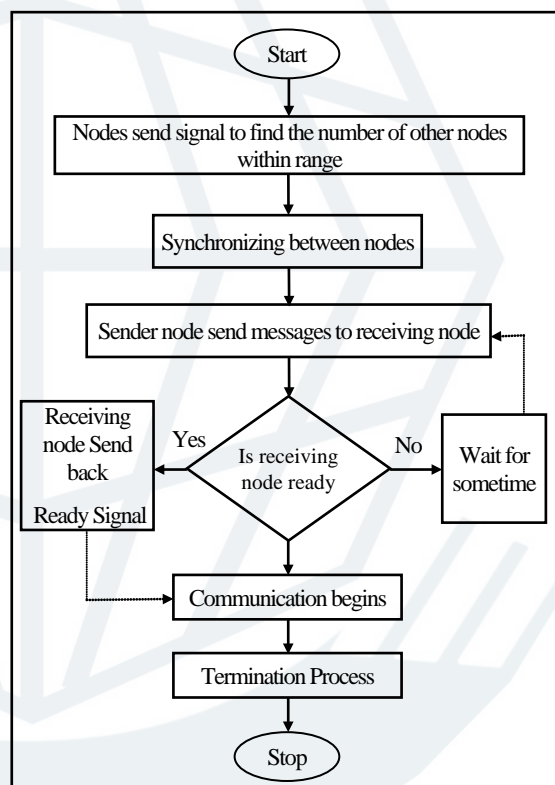 Start
Nodes send signal to find the number of other nodes
within range
Synchronizing between nodes
Sender node send messages to receiving node
Receiving
node Send
back
Ready Signal
Yes
Is receiving
node ready
No
Wait for
sometime
Communication begins
Termination Process
Stop